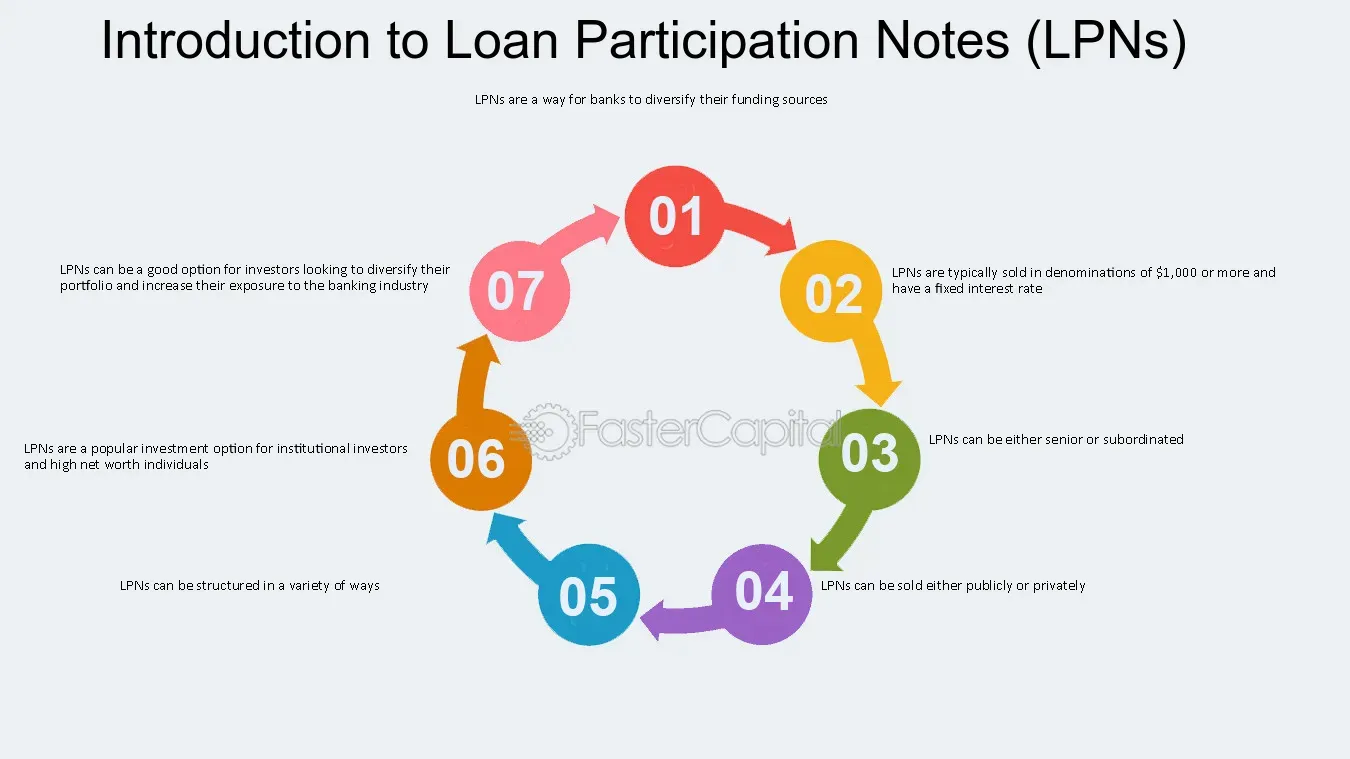 Introduction to Loan Participation Notes (LPNs)
LPNs are a way for banks to diversify their funding sources
01
02
LPNs are typically sold in denominations of $1,000 or more and
have a fixed interest rate
03
LPNs can be either senior or subordinated
04
LPNs can be sold either publicly or privately
05
LPNs can be structured in a variety of ways
06
LPNs are a popular investment option for institutional investors
and high net worth individuals
07
LPNs can be a good option for investors looking to diversify their
portfolio and increase their exposure to the banking industry
FasterCapital